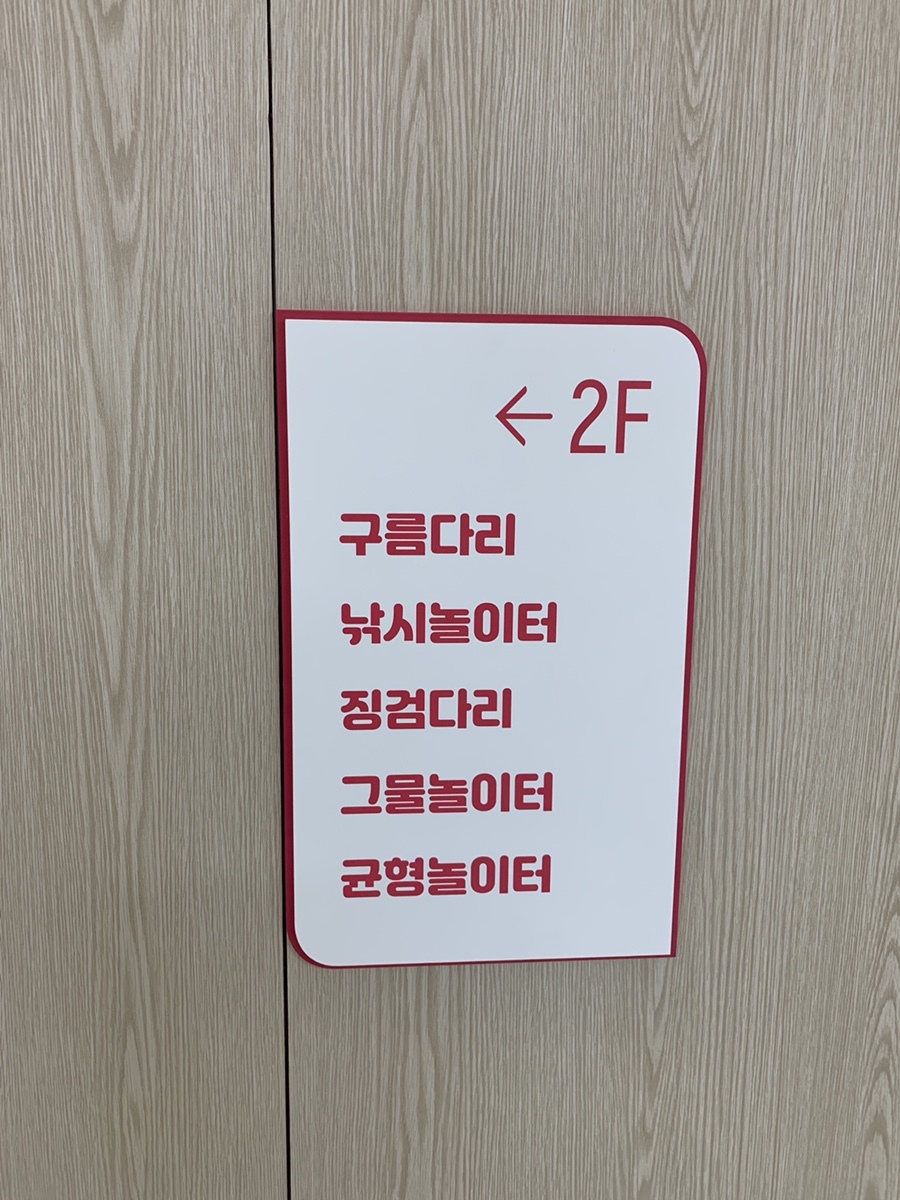 ← 2F
구름다리
낚시놀이터
징검다리
그물놀이터
균형놀이터